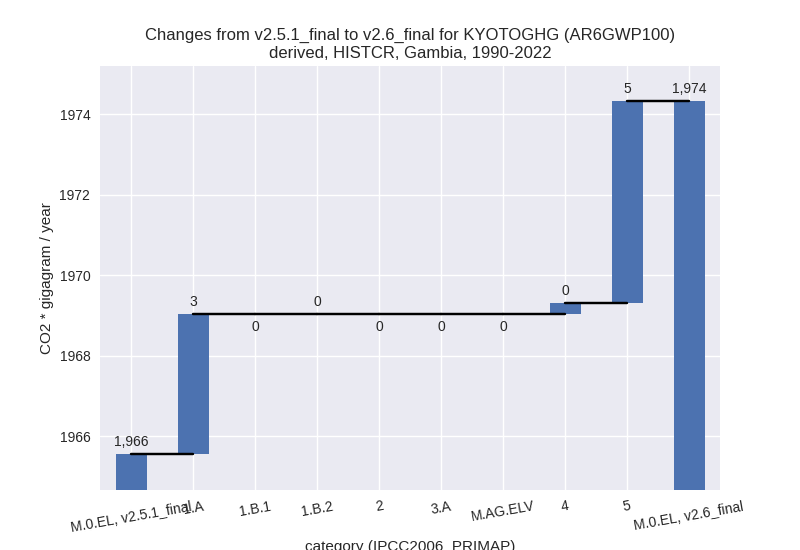 Changes from v2.5.1_final to v2.6_final for KYOTOGHG (AR6GWP100)
derived, HISTCR, Gambia, 1990-2022
CO2 * gigagram / year
1974
1972
1970
1968
1966
1,966
3
0
0
0
0
0
0
5
1,974
M.0.EL, v2.5.1_final
1.A
1.B.1
1.B.2
2
3.A
M.AG.ELV
4
5
M.0.EL, v2.6_final
category (IPCC2006_PRIMAP)